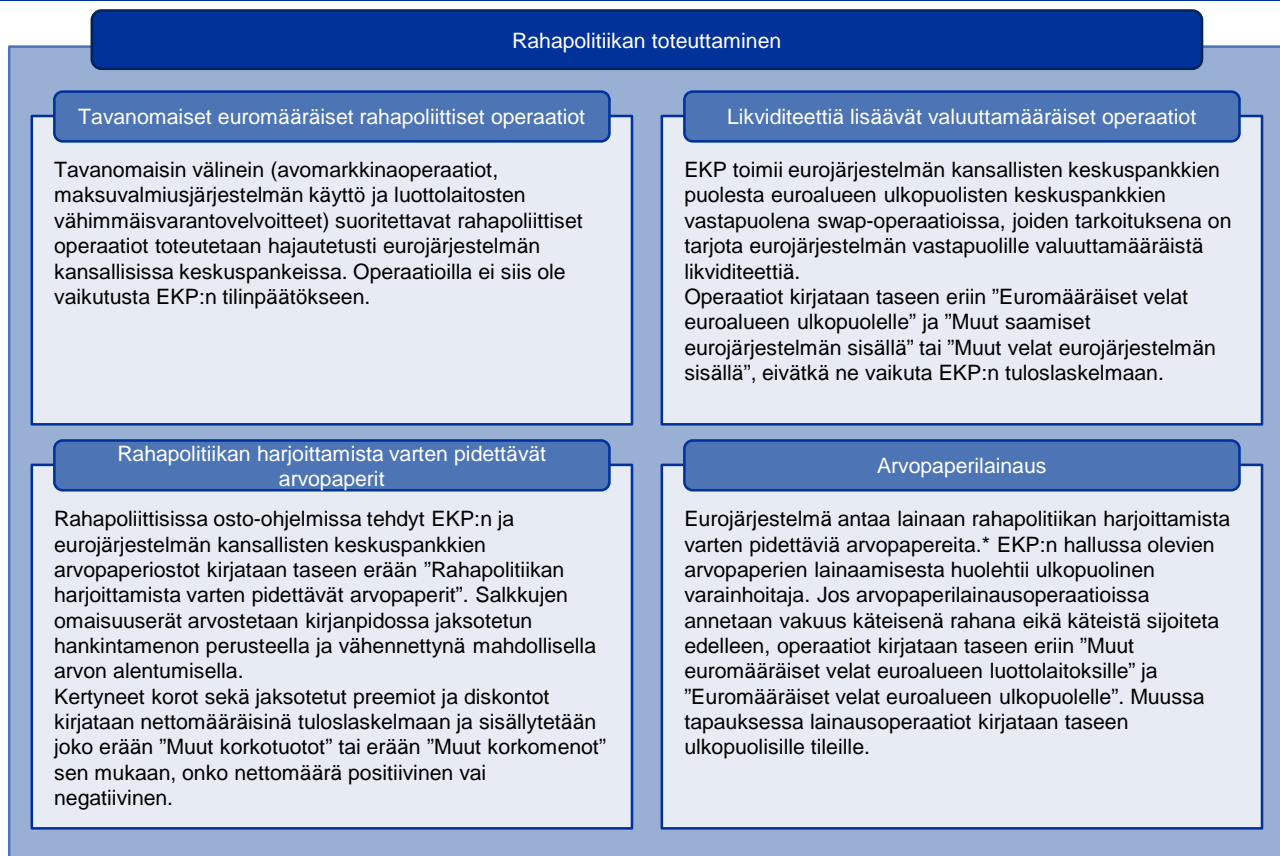 Rahapolitiikan toteuttaminen
Tavanomaiset euromääräiset rahapoliittiset operaatiot
Tavanomaisin välinein (avomarkkinaoperaatiot,
maksuvalmiusjärjestelmän käyttö ja luottolaitosten
vähimmäisvarantovelvoitteet) suoritettavat rahapoliittiset
operaatiot toteutetaan hajautetusti eurojärjestelmän
kansallisissa keskuspankeissa. Operaatioilla ei siis ole
vaikutusta EKP:n tilinpäätökseen.
Likviditeettiä lisäävät valuuttamääräiset operaatiot
EKP toimii eurojärjestelmän kansallisten keskuspankkien
puolesta euroalueen ulkopuolisten keskuspankkien
vastapuolena swap-operaatioissa, joiden tarkoituksena on
tarjota eurojärjestelmän vastapuolille valuuttamääräistä
likviditeettiä.
Operaatiot kirjataan taseen eriin ”Euromääräiset velat
euroalueen ulkopuolelle” ja ”Muut saamiset
eurojärjestelmän sisällä” tai ”Muut velat eurojärjestelmän
sisällä”, eivätkä ne vaikuta EKP:n tuloslaskelmaan.
Rahapolitiikan harjoittamista varten pidettävät
arvopaperit
Rahapoliittisissa osto-ohjelmissa tehdyt EKP:n ja
eurojärjestelmän kansallisten keskuspankkien
arvopaperiostot kirjataan taseen erään ”Rahapolitiikan
harjoittamista varten pidettävät arvopaperit”. Salkkujen
omaisuuserät arvostetaan kirjanpidossa jaksotetun
hankintamenon perusteella ja vähennettynä mahdollisella
arvon alentumisella.
Kertyneet korot sekä jaksotetut preemiot ja diskontot
kirjataan nettomääräisinä tuloslaskelmaan ja sisällytetään
joko erään ”Muut korkotuotot” tai erään ”Muut korkomenot”
sen mukaan, onko nettomäärä positiivinen vai
negatiivinen.
Arvopaperilainaus
Eurojärjestelmä antaa lainaan rahapolitiikan harjoittamista
varten pidettäviä arvopapereita.* EKP:n hallussa olevien
arvopaperien lainaamisesta huolehtii ulkopuolinen
varainhoitaja. Jos arvopaperilainausoperaatioissa
annetaan vakuus käteisenä rahana eikä käteistä sijoiteta
edelleen, operaatiot kirjataan taseen eriin ”Muut
euromääräiset velat euroalueen luottolaitoksille” ja
”Euromääräiset velat euroalueen ulkopuolelle”. Muussa
tapauksessa lainausoperaatiot kirjataan taseen
ulkopuolisille tileille.